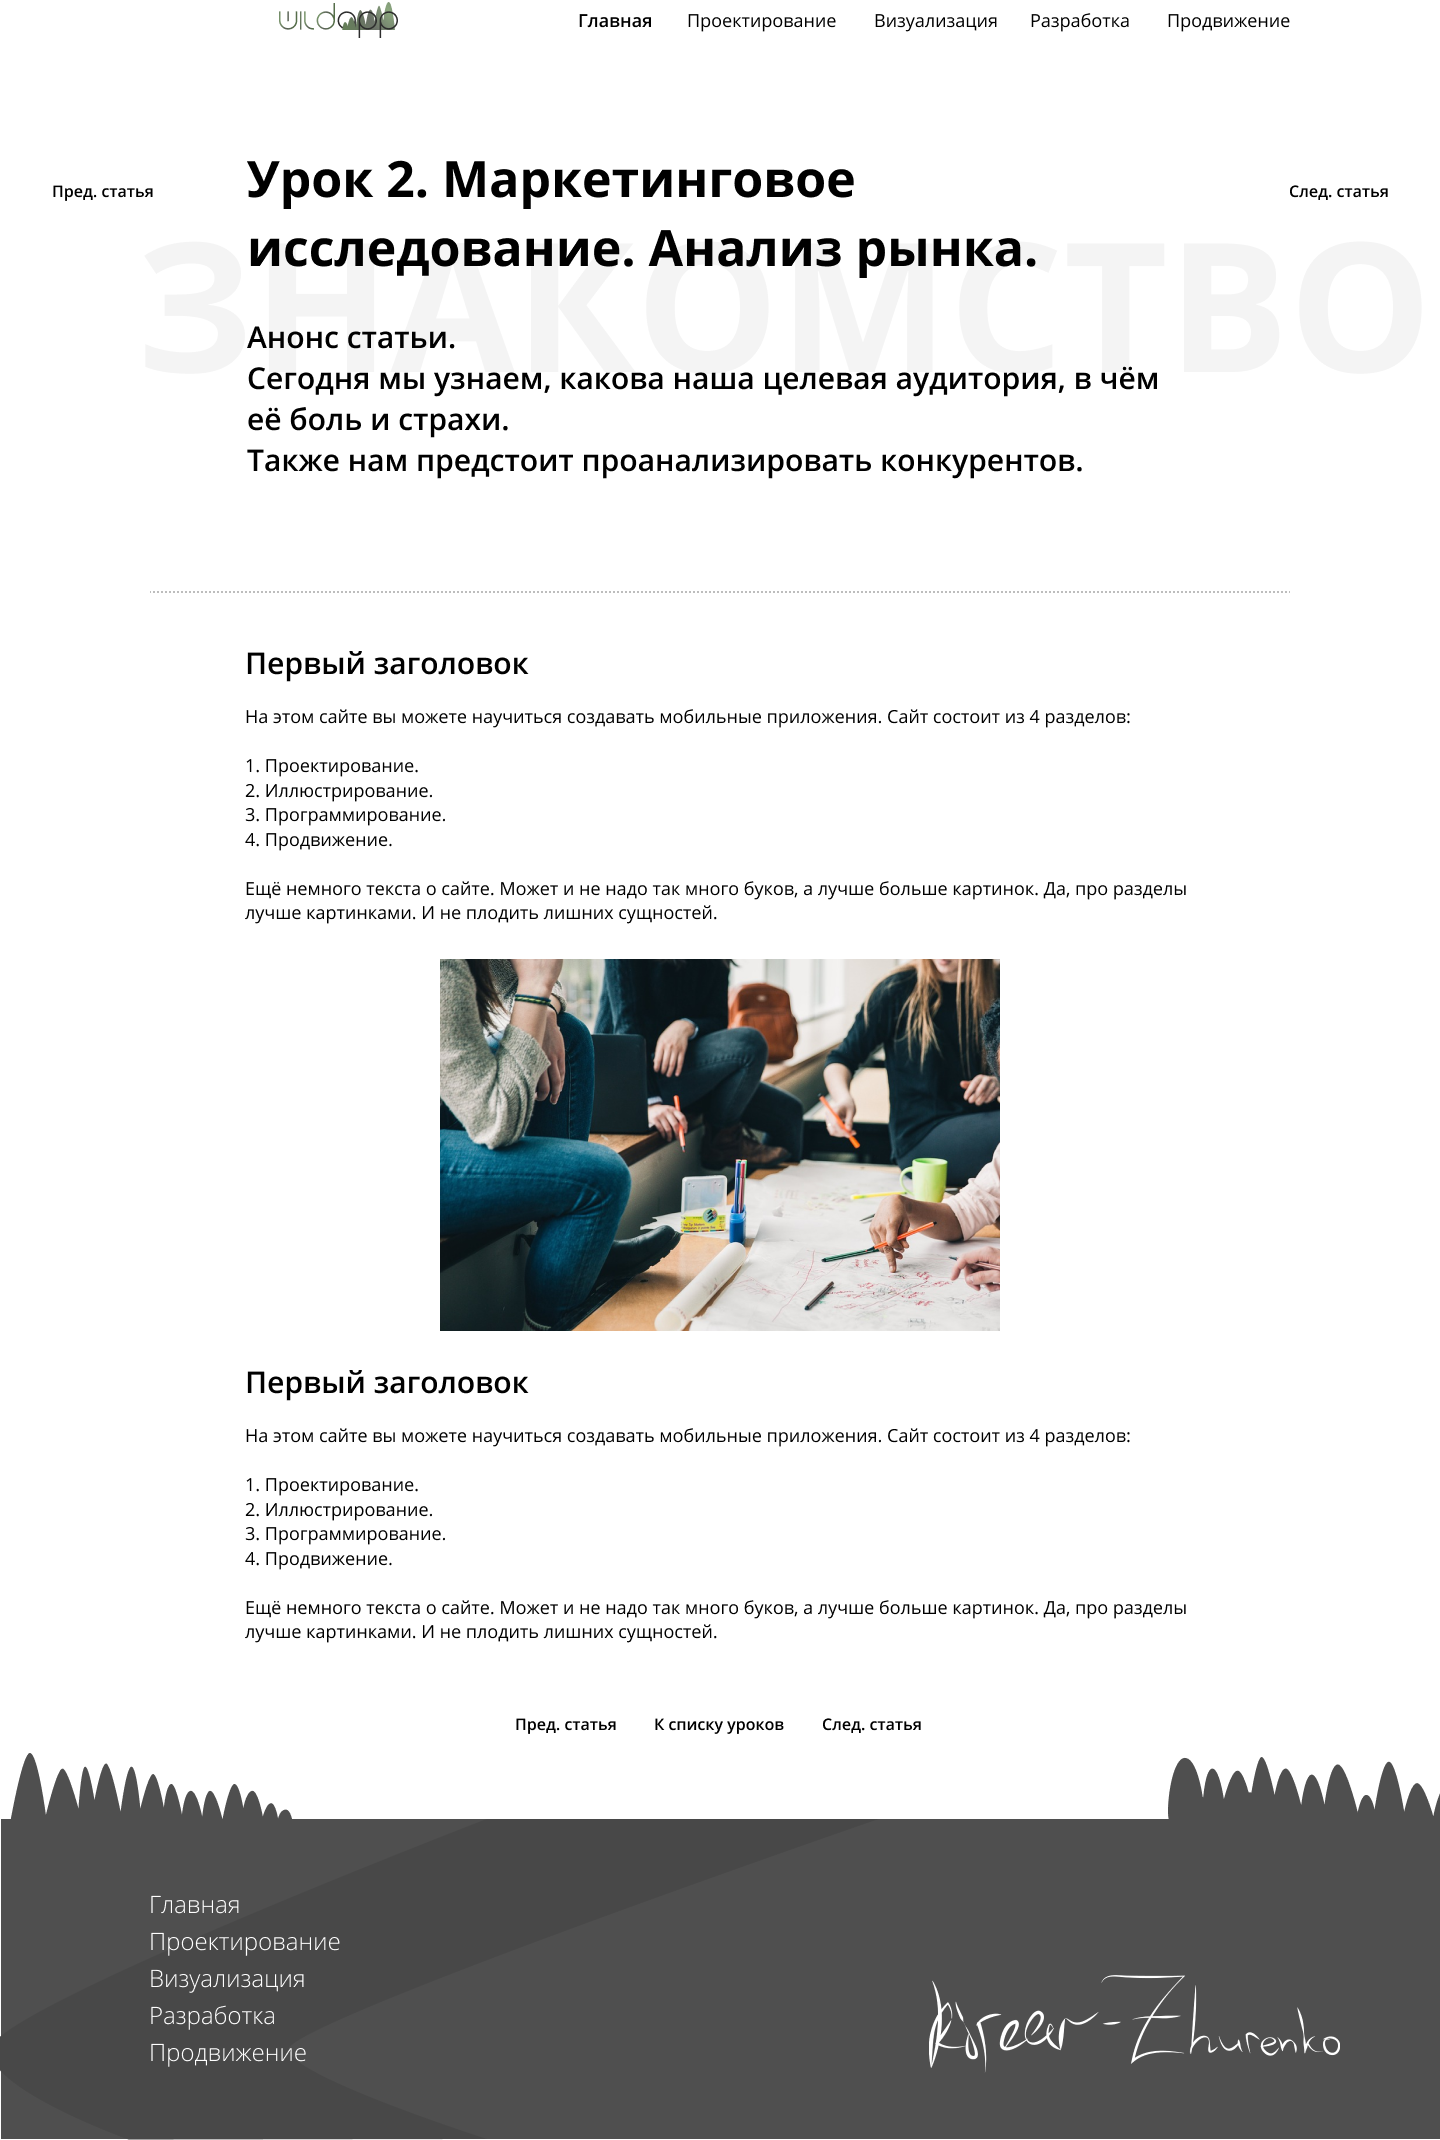 wildapp
Главная Проектирование Визуализация Разработка Продвижение
Пред. статья
Урок 2. Маркетинговое
исследование. Анализ рынка.
След. статья
ЗНАКОМСТВО
Анонс статьи.
Сегодня мы узнаем, какова наша целевая аудитория, в чём
её боль и страхи.
Также нам предстоит проанализировать конкурентов.
Первый заголовок
На этом сайте вы можете научиться создавать мобильные приложения. Сайт состоит из 4 разделов:
1. Проектирование.
2. Иллюстрирование.
3. Программирование.
4. Продвижение.
Ещё немного текста о сайте. Может и не надо так много буков, а лучше больше картинок. Да, про разделы
лучше картинками. И не плодить лишних сущностей.
Первый заголовок
На этом сайте вы можете научиться создавать мобильные приложения. Сайт состоит из 4 разделов:
1. Проектирование.
2. Иллюстрирование.
3. Программирование.
4. Продвижение.
Ещё немного текста о сайте. Может и не надо так много буков, а лучше больше картинок. Да, про разделы
лучше картинками. И не плодить лишних сущностей.
Пред. статья К списку уроков След. статья
Главная
Проектирование
Визуализация
Разработка
Продвижение
Zhurenko